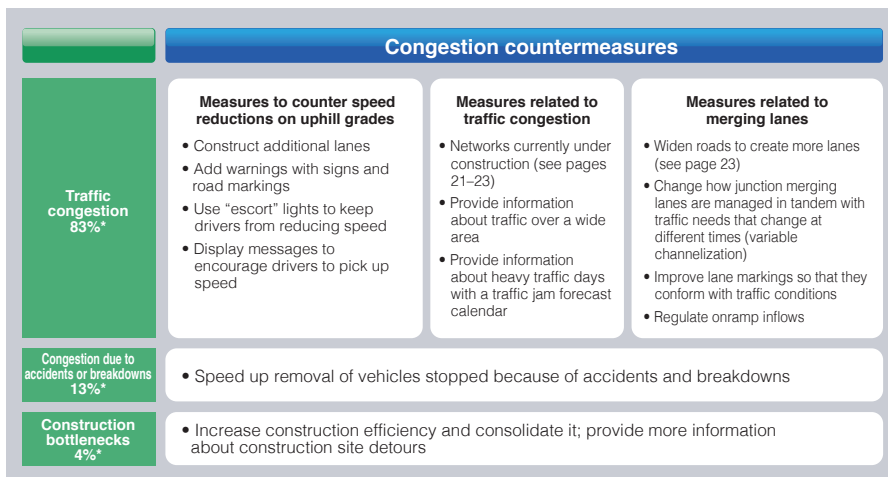 Congestion countermeasures
Traffic
congestion
83%*
Measures to counter speed
reductions on uphill grades
• Construct additional lanes
• Add warnings with signs and
road markings
• Use “escort” lights to keep
drivers from reducing speed
• Display messages to
encourage drivers to pick up
speed
Measures related to
traffic congestion
• Networks currently under
construction (see pages
21–23)
• Provide information
about traffic over a wide
area
• Provide information
about heavy traffic days
with a traffic jam forecast
calendar
Measures related to
merging lanes
• Widen roads to create more lanes
(see page 23)
• Change how junction merging
lanes are managed in tandem with
traffic needs that change at
different times (variable
channelization)
• Improve lane markings so that they
conform with traffic conditions
• Regulate onramp inflows
Congestion due to
accidents or breakdowns
13%*
• Speed up removal of vehicles stopped because of accidents and breakdowns
Construction
bottlenecks
4%*
• Increase construction efficiency and consolidate it; provide more information
about construction site detours